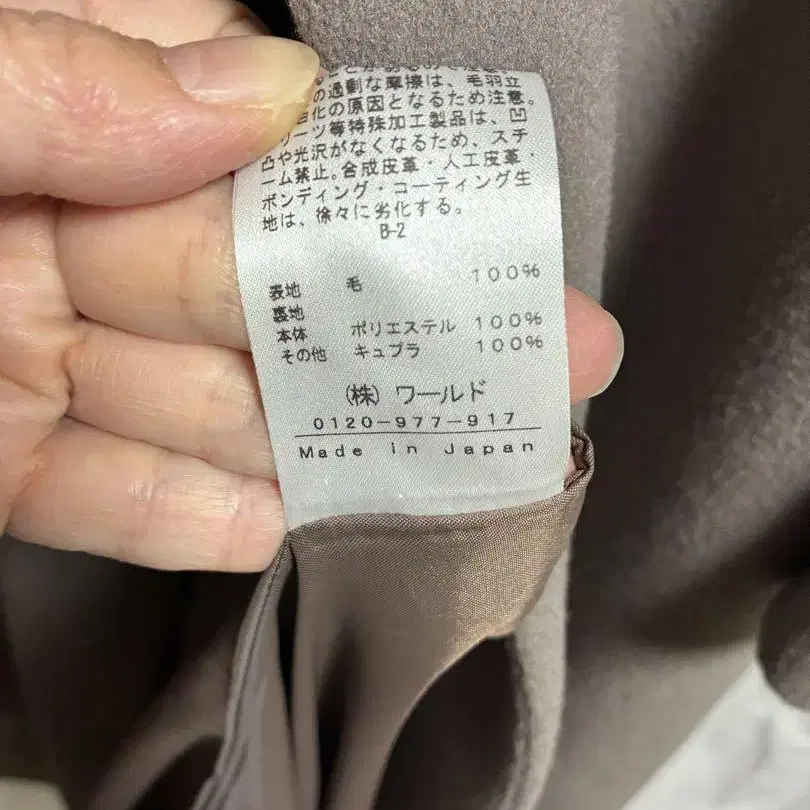 の過剰な摩擦は、毛羽立
化の原因となるため注意。
リーツ等特殊加工製品は、凹
凸や光沢がなくなるため、スチ
ーム禁止。合成皮革・人工皮革・
ボンディング・コーティング生
地は、徐々に劣化する。
B-2
表地 毛 100%
裏地
本体 ポリエステル 100%
その他 キュプラ 100%
(株)ワールド
0120-977-917
Made in Japan